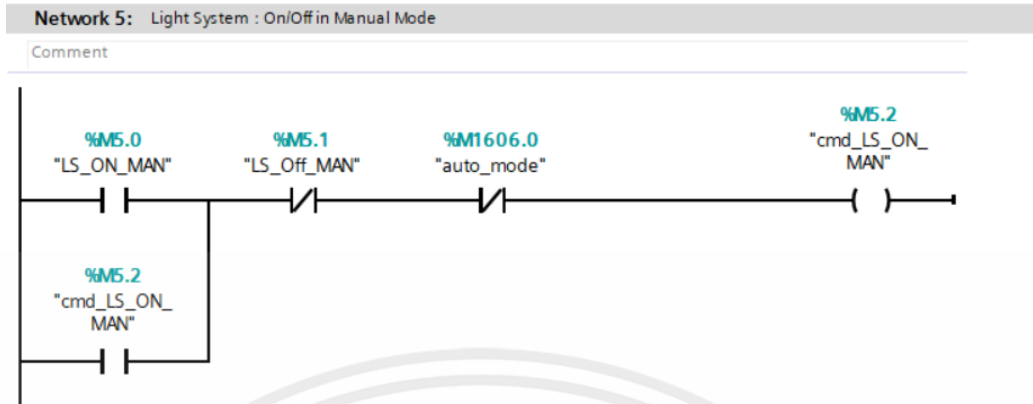 Network 5: Light System : On/Off in Manual Mode
Comment
%M5.0
"LS_ON_MAN"
%M5.1
"LS_Off_MAN"
%M1606.0
"auto_mode"
%M5.2
"cmd_LS_ON_
MAN"
%M5.2
"cmd_LS_ON_
MAN"